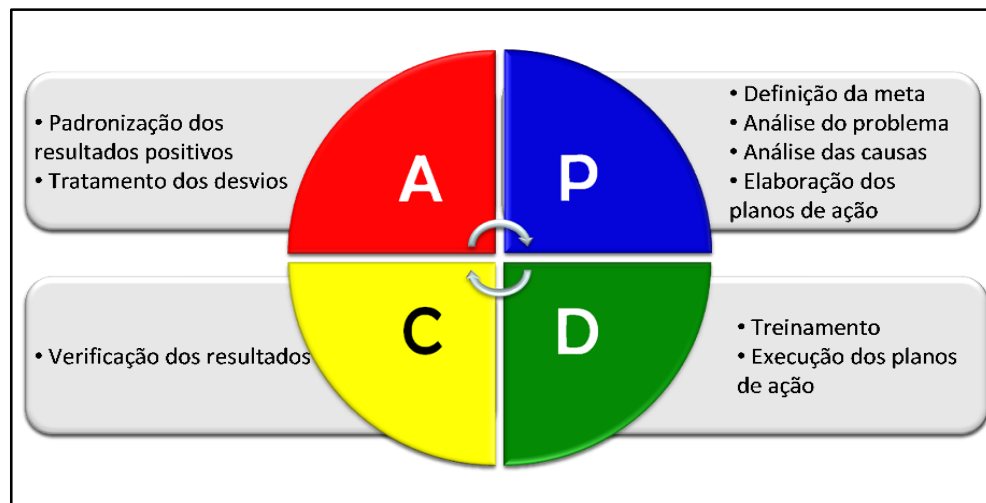 • Padronização dos
resultados positivos
• Tratamento dos desvios
A
P
• Definição da meta
• Análise do problema
• Análise das causas
• Elaboração dos
planos de ação
• Verificação dos resultados
C
D
• Treinamento
• Execução dos planos
de ação